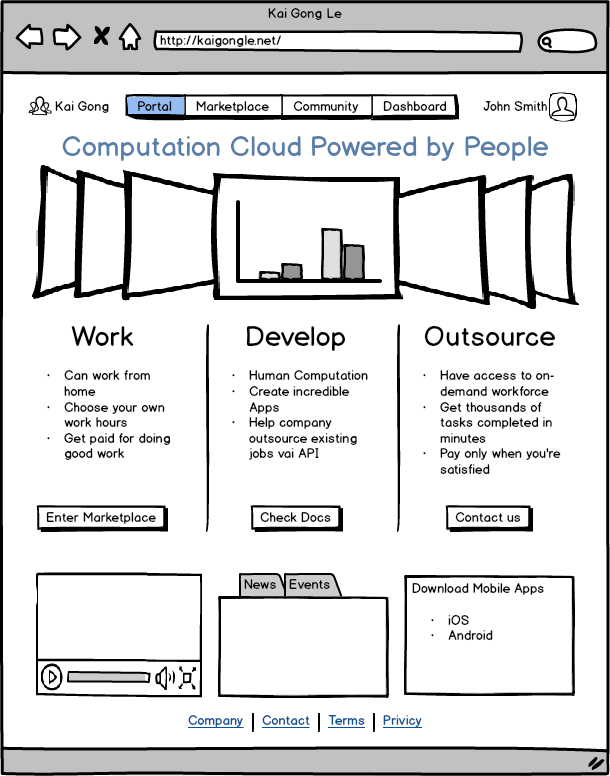 Kai Gong Le
http://kaigongle.net/
Kai Gong
Portal
Marketplace
Community
Dashboard
John Smith
Computation Cloud Powered by People
Work
· Can work from
home
· Choose your own
work hours
· Get paid for doing
good work
Enter Marketplace
Develop
· Human Computation
· Create incredible
Apps
· Help company
outsource existing
jobs vai API
Check Docs
Outsource
· Have access to on-
demand workforce
· Get thousands of
tasks completed in
minutes
· Pay only when you're
satisfied
Contact us
News
Events
Download Mobile Apps
· iOS
· Android
Company
Contact
Terms
Privicy